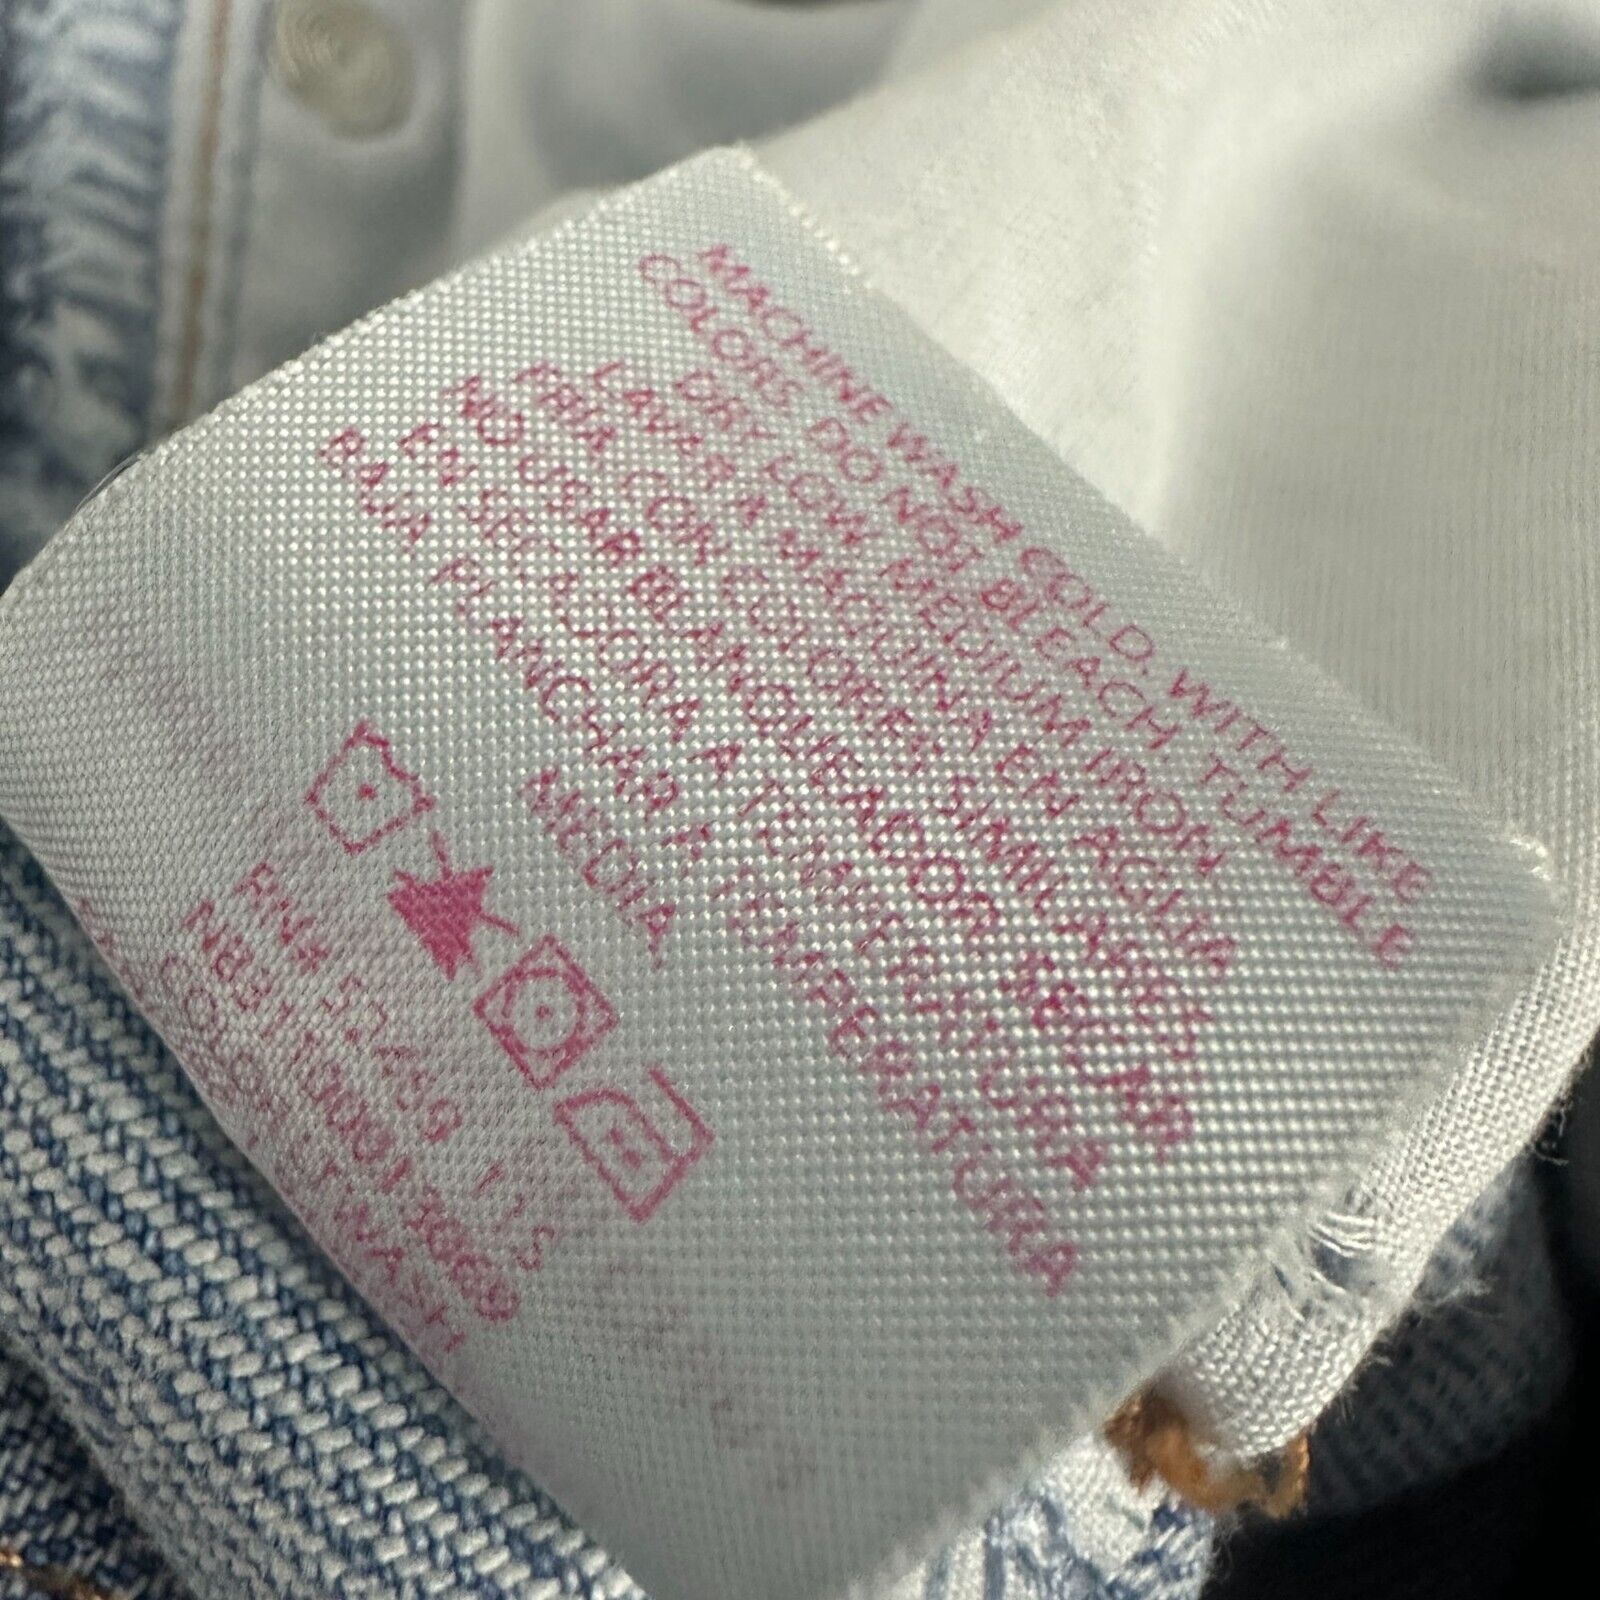 MACHINE WASH COLD, WITH LIKE
COLORS DO NOT BLEACH TUMBLE
DRY LOW MEDIUM IRON
LAVAR A MAQUINA EN AGUA
FRIA CON COLORES SIMILARES
NO USAR BLANQUEADOR SECAR
EN SECADORA A TEMPERATURA
BAJA PLANCHAR A TEMPERATURA
MEDIA
WASH